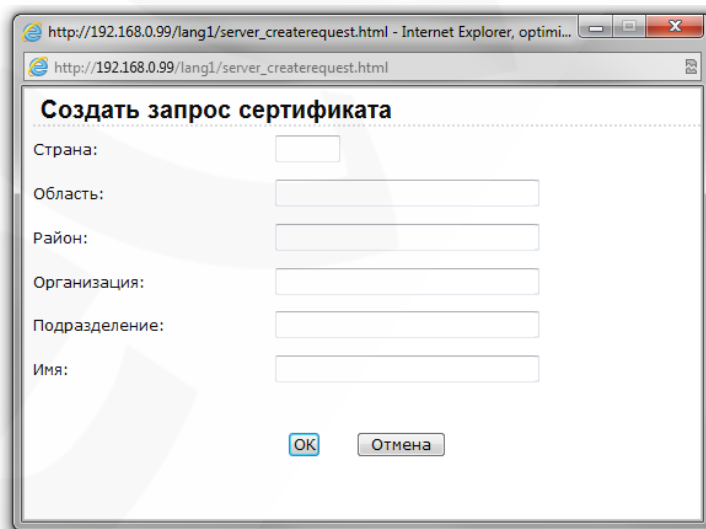 http://192.168.0.99/lang1/server_createrequest.html - Internet Explorer, optimi...
http://192.168.0.99/lang1/server_createrequest.html
Создать запрос сертификата
Страна:
Область:
Район:
Организация:
Подразделение:
Имя:
OK Отмена